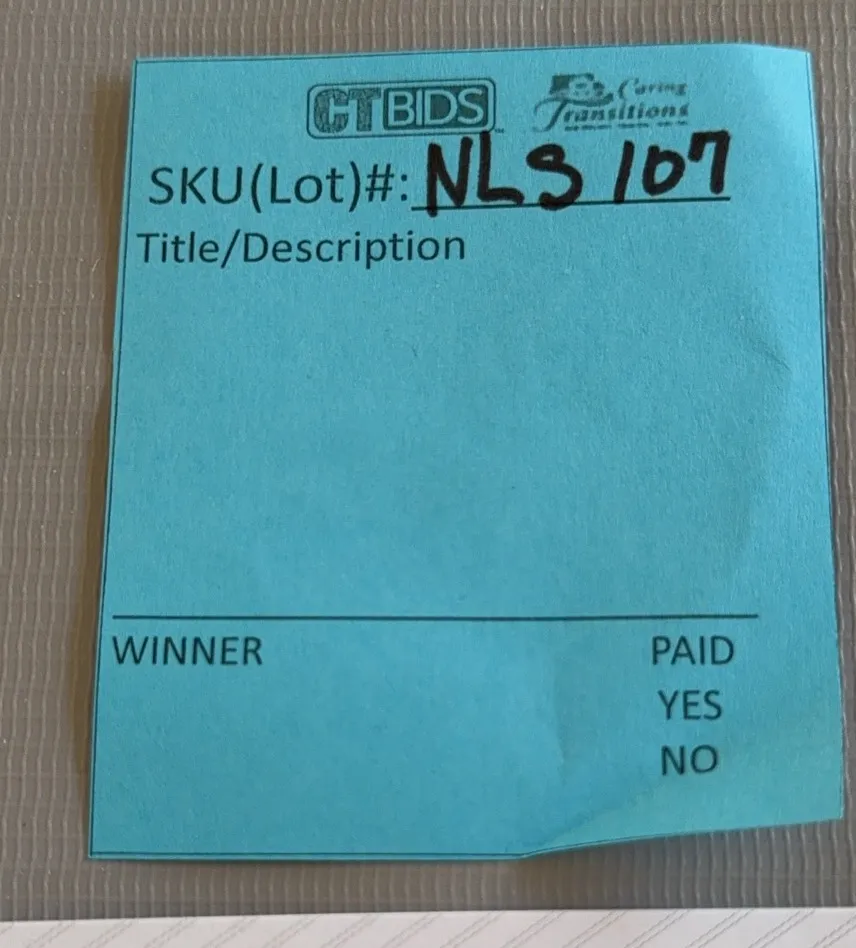 CTBIDS Caring
Transitions
SKU(Lot)#: NLS 107
Title/Description
WINNER PAID
YES
NO